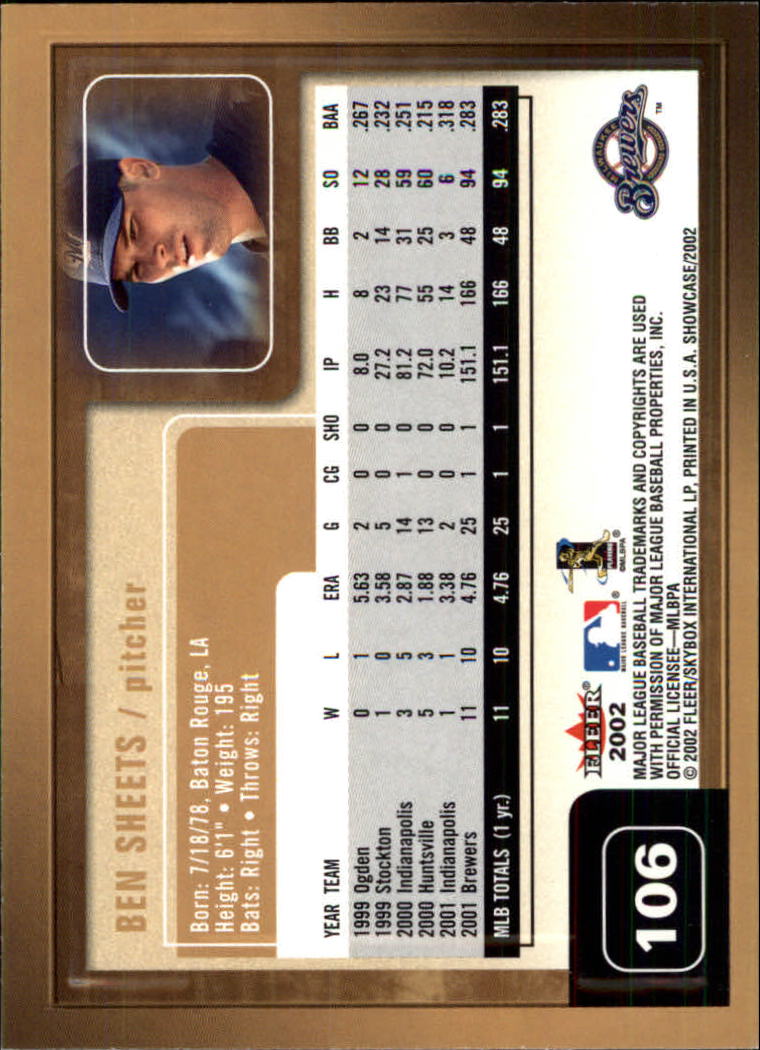 BEN SHEETS / pitcher
Born: 7/18/78, Baton Rouge, LA
Height: 6'1" • Weight: 195
Bats: Right • Throws: Right
YEAR TEAM W L ERA G CG SHO IP H BB SO BAA
1999 Ogden 0 1 5.63 2 0 0 8.0 8 2 12 .267
1999 Stockton 1 0 3.58 5 0 0 27.2 23 14 28 .232
2000 Indianapolis 3 5 2.87 14 1 0 81.2 77 31 59 .251
2000 Huntsville 5 3 1.88 13 0 0 72.0 55 25 60 .215
2001 Indianapolis 1 1 3.38 2 0 0 10.2 14 3 6 .318
2001 Brewers 11 10 4.76 25 1 1 151.1 166 48 94 .283
MLB TOTALS (1 yr.) 11 10 4.76 25 1 1 151.1 166 48 94 .283
106
FLEER®
2002
MAJOR LEAGUE BASEBALL
®
PLAYERS
©MLBPA
MILWAUKEE
Brewers
™
MAJOR LEAGUE BASEBALL TRADEMARKS AND COPYRIGHTS ARE USED
WITH PERMISSION OF MAJOR LEAGUE BASEBALL PROPERTIES, INC.
OFFICIAL LICENSEE—MLBPA
© 2002 FLEER/SKYBOX INTERNATIONAL LP, PRINTED IN U.S.A. SHOWCASE/2002
M